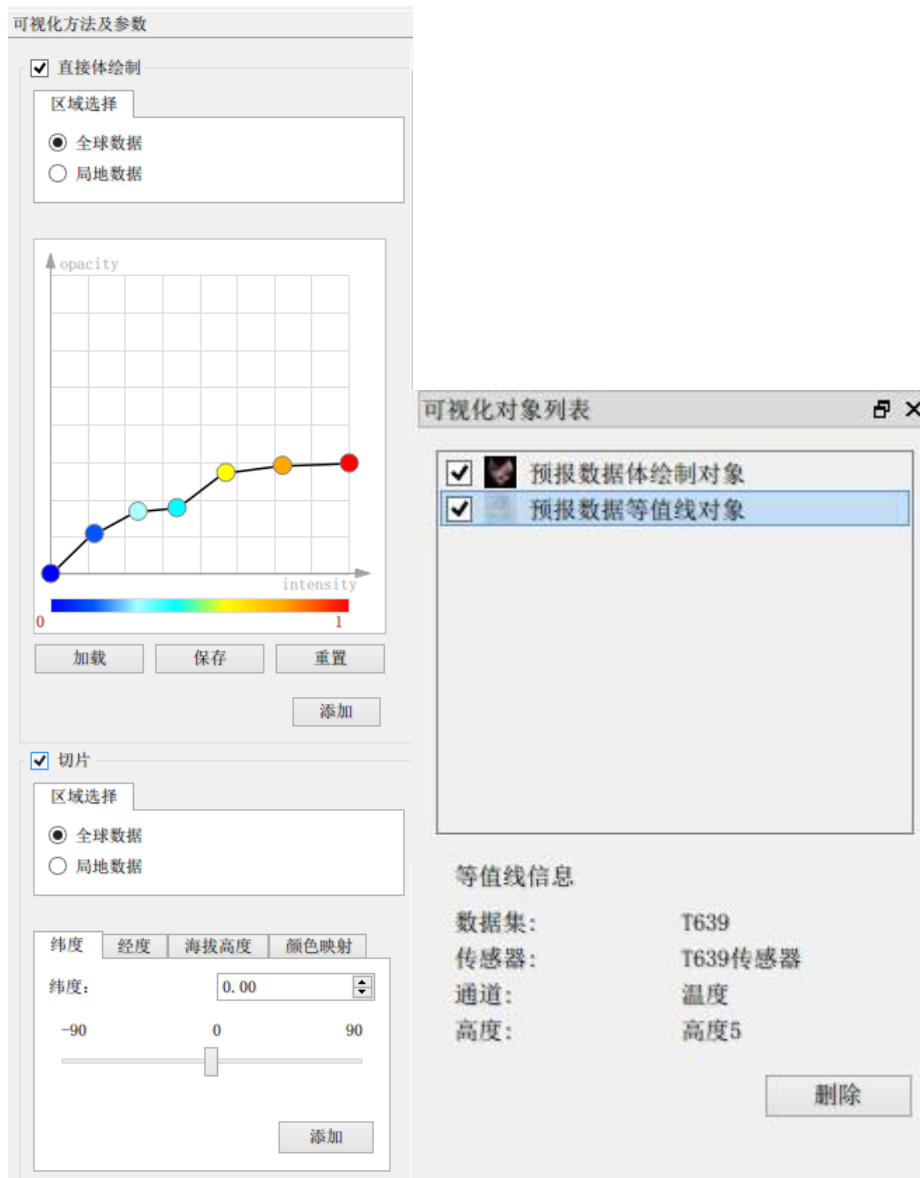 可视化方法及参数
直接体绘制
区域选择
全球数据
局地数据
opacity
intensity
0 1
加载 保存 重置
添加
切片
区域选择
全球数据
局地数据
纬度 经度 海拔高度 颜色映射
纬度: 0.00
-90 0 90
添加
可视化对象列表
预报数据体绘制对象
预报数据等值线对象
等值线信息
数据集: T639
传感器: T639传感器
通道: 温度
高度: 高度5
删除